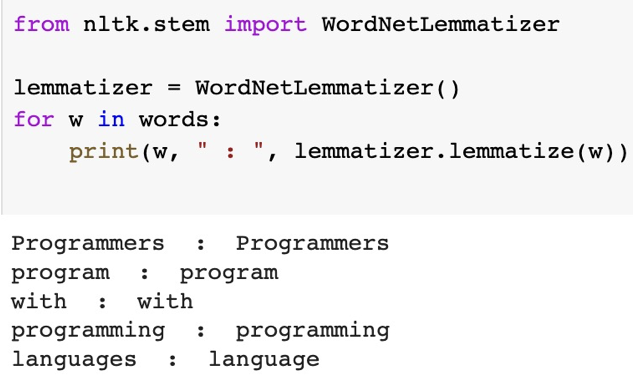 from nltk.stem import WordNetLemmatizer
lemmatizer = WordNetLemmatizer()
for w in words:
    print(w, " : ", lemmatizer.lemmatize(w))
Programmers  :  Programmers
program  :  program
with  :  with
programming  :  programming
languages  :  language